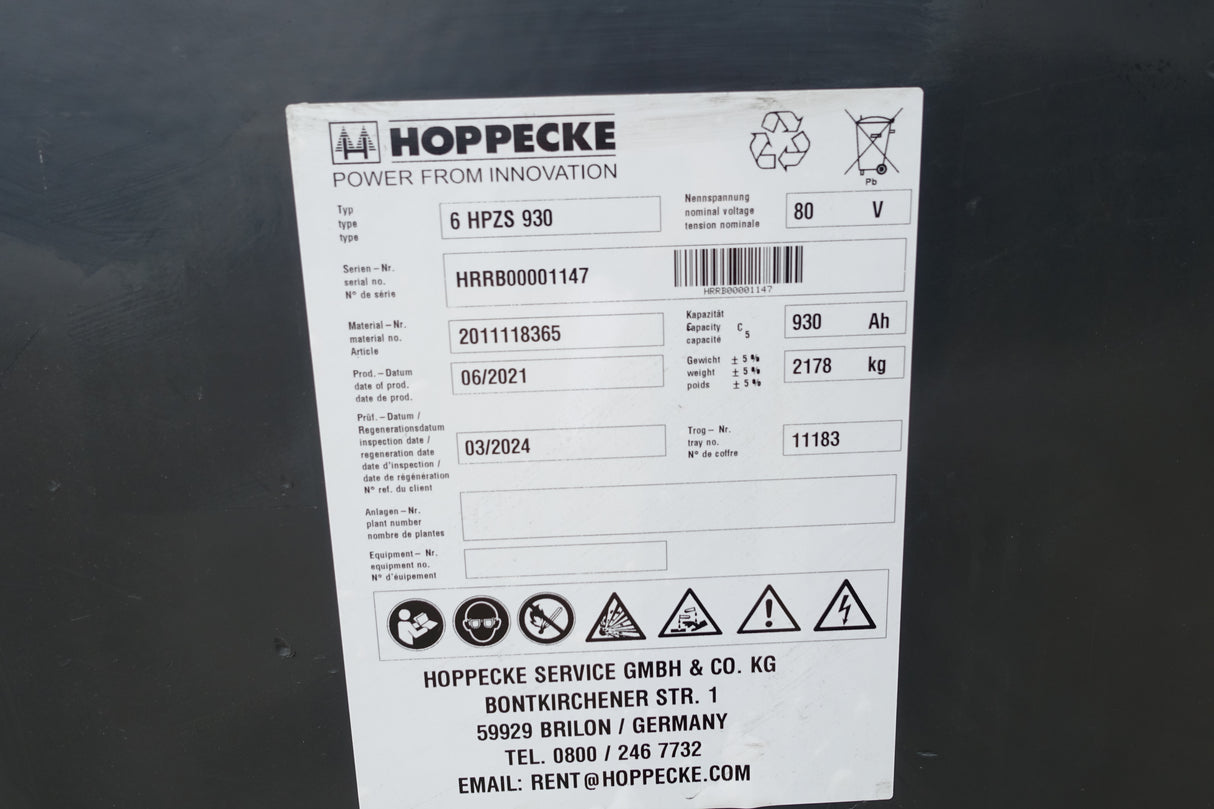 HOPPECKE
POWER FROM INNOVATION
Pb
Typ
type
type
6 HPZS 930
Nennspannung
nominal voltage
tension nominale
80 V
Serien – Nr.
serial no.
N° de série
HRRB00001147
HRRB00001147
Material – Nr.
material no.
Article
2011118365
Kapazität
Capacity C5
capacité
930 Ah
Prod. – Datum
date of prod.
date de prod.
06/2021
Gewicht ± 5 %
weight ± 5 %
poids ± 5 %
2178 kg
Prüf. – Datum /
Regenerationsdatum
inspection date /
regeneration date
date d'inspection /
date de régénération
N° ref. du client
03/2024
Trog – Nr.
tray no.
N° de coffre
11183
Anlagen – Nr.
plant number
nombre de plantes
Equipment – Nr.
equipment no.
N° d'éuipement
HOPPECKE SERVICE GMBH & CO. KG
BONTKIRCHENER STR. 1
59929 BRILON / GERMANY
TEL. 0800 / 246 7732
EMAIL: RENT@HOPPECKE.COM